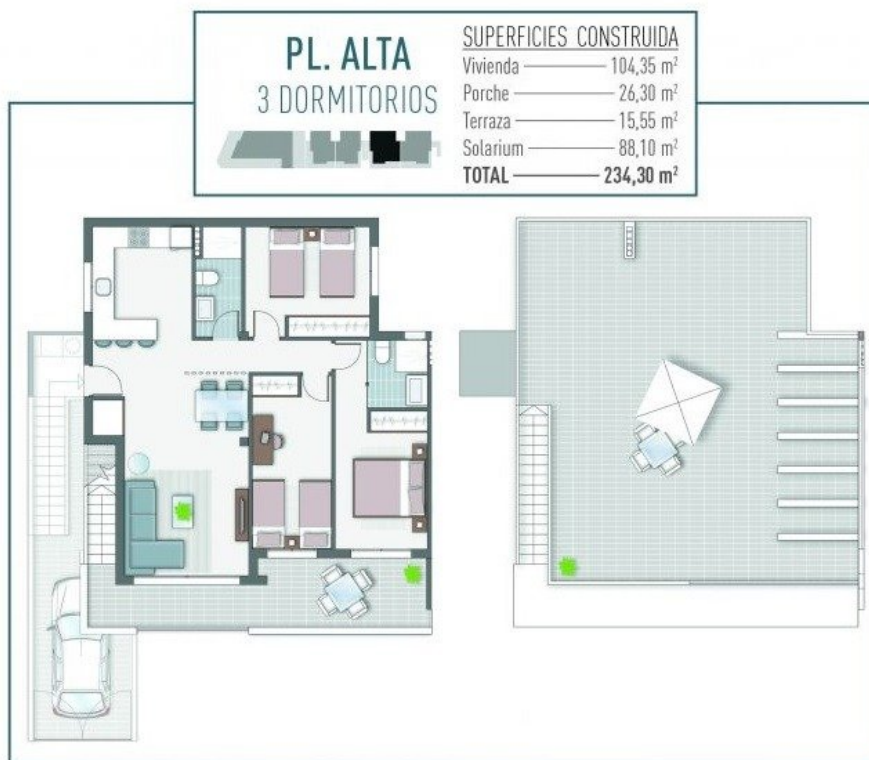 PL. ALTA
3 DORMITORIOS
SUPERFICIES CONSTRUIDA
Vivienda 104,35 m²
Porche 26,30 m²
Terraza 15,55 m²
Solarium 88,10 m²
TOTAL 234,30 m²